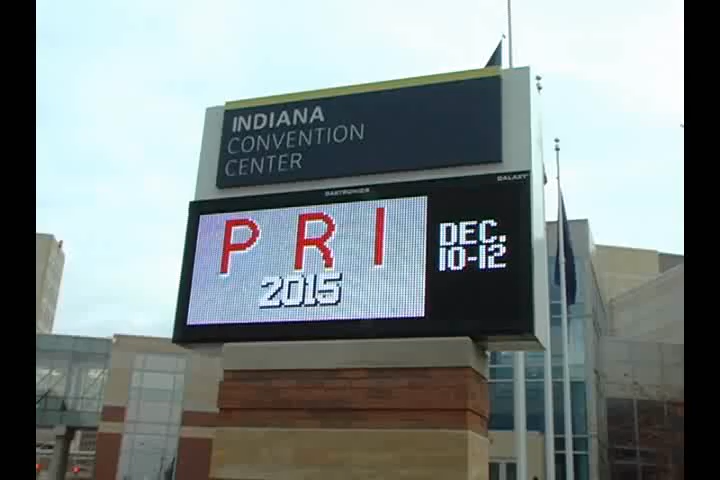 INDIANA
CONVENTION
CENTER
DAKTRONICS
GALAXY
PRI
2015
DEC.
10-12